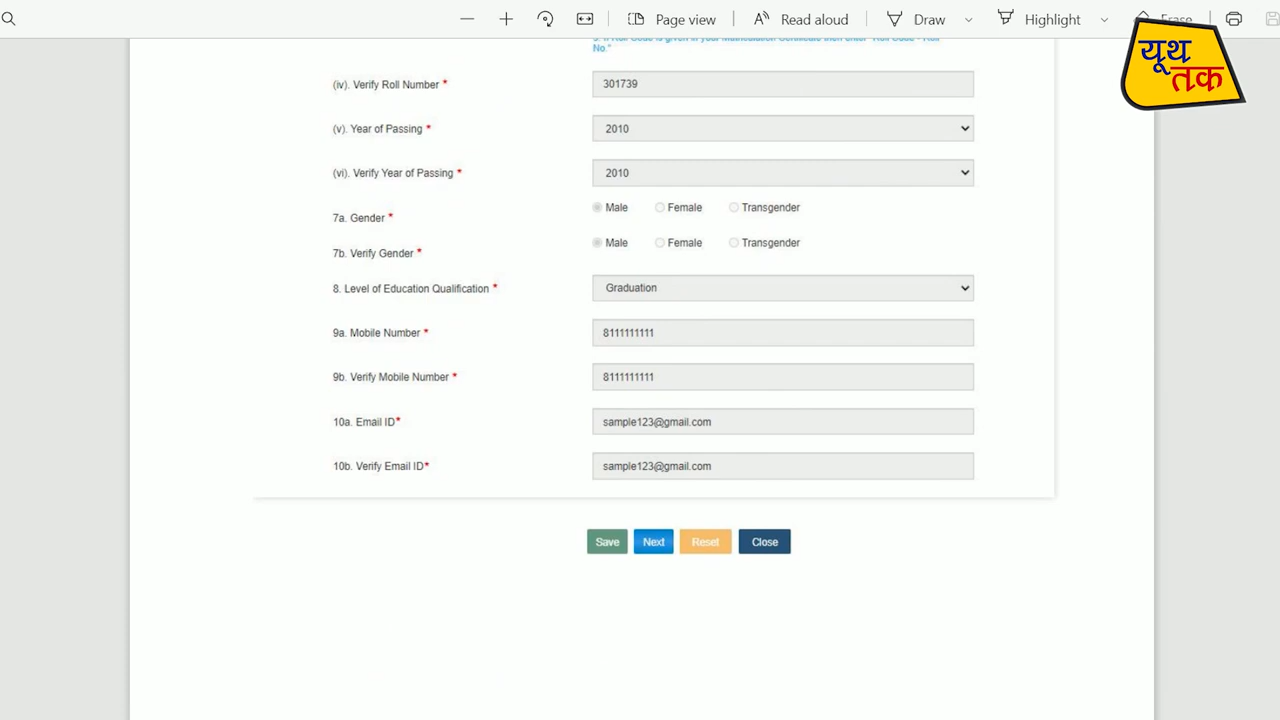 Page view
Read aloud
Draw
Highlight
Erase
यूथ
तक
No."
(iv). Verify Roll Number *
301739
(v). Year of Passing *
2010
(vi). Verify Year of Passing *
2010
7a. Gender *
Male
Female
Transgender
7b. Verify Gender *
Male
Female
Transgender
8. Level of Education Qualification *
Graduation
9a. Mobile Number *
8111111111
9b. Verify Mobile Number *
8111111111
10a. Email ID*
sample123@gmail.com
10b. Verify Email ID*
sample123@gmail.com
Save
Next
Reset
Close